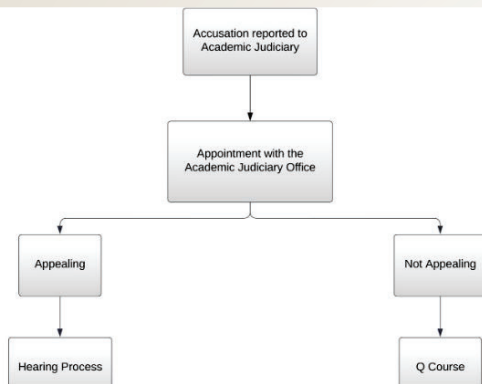 Accusation reported to
Academic Judiciary
Appointment with the
Academic Judiciary Office
Appealing
Not Appealing
Hearing Process
Q Course